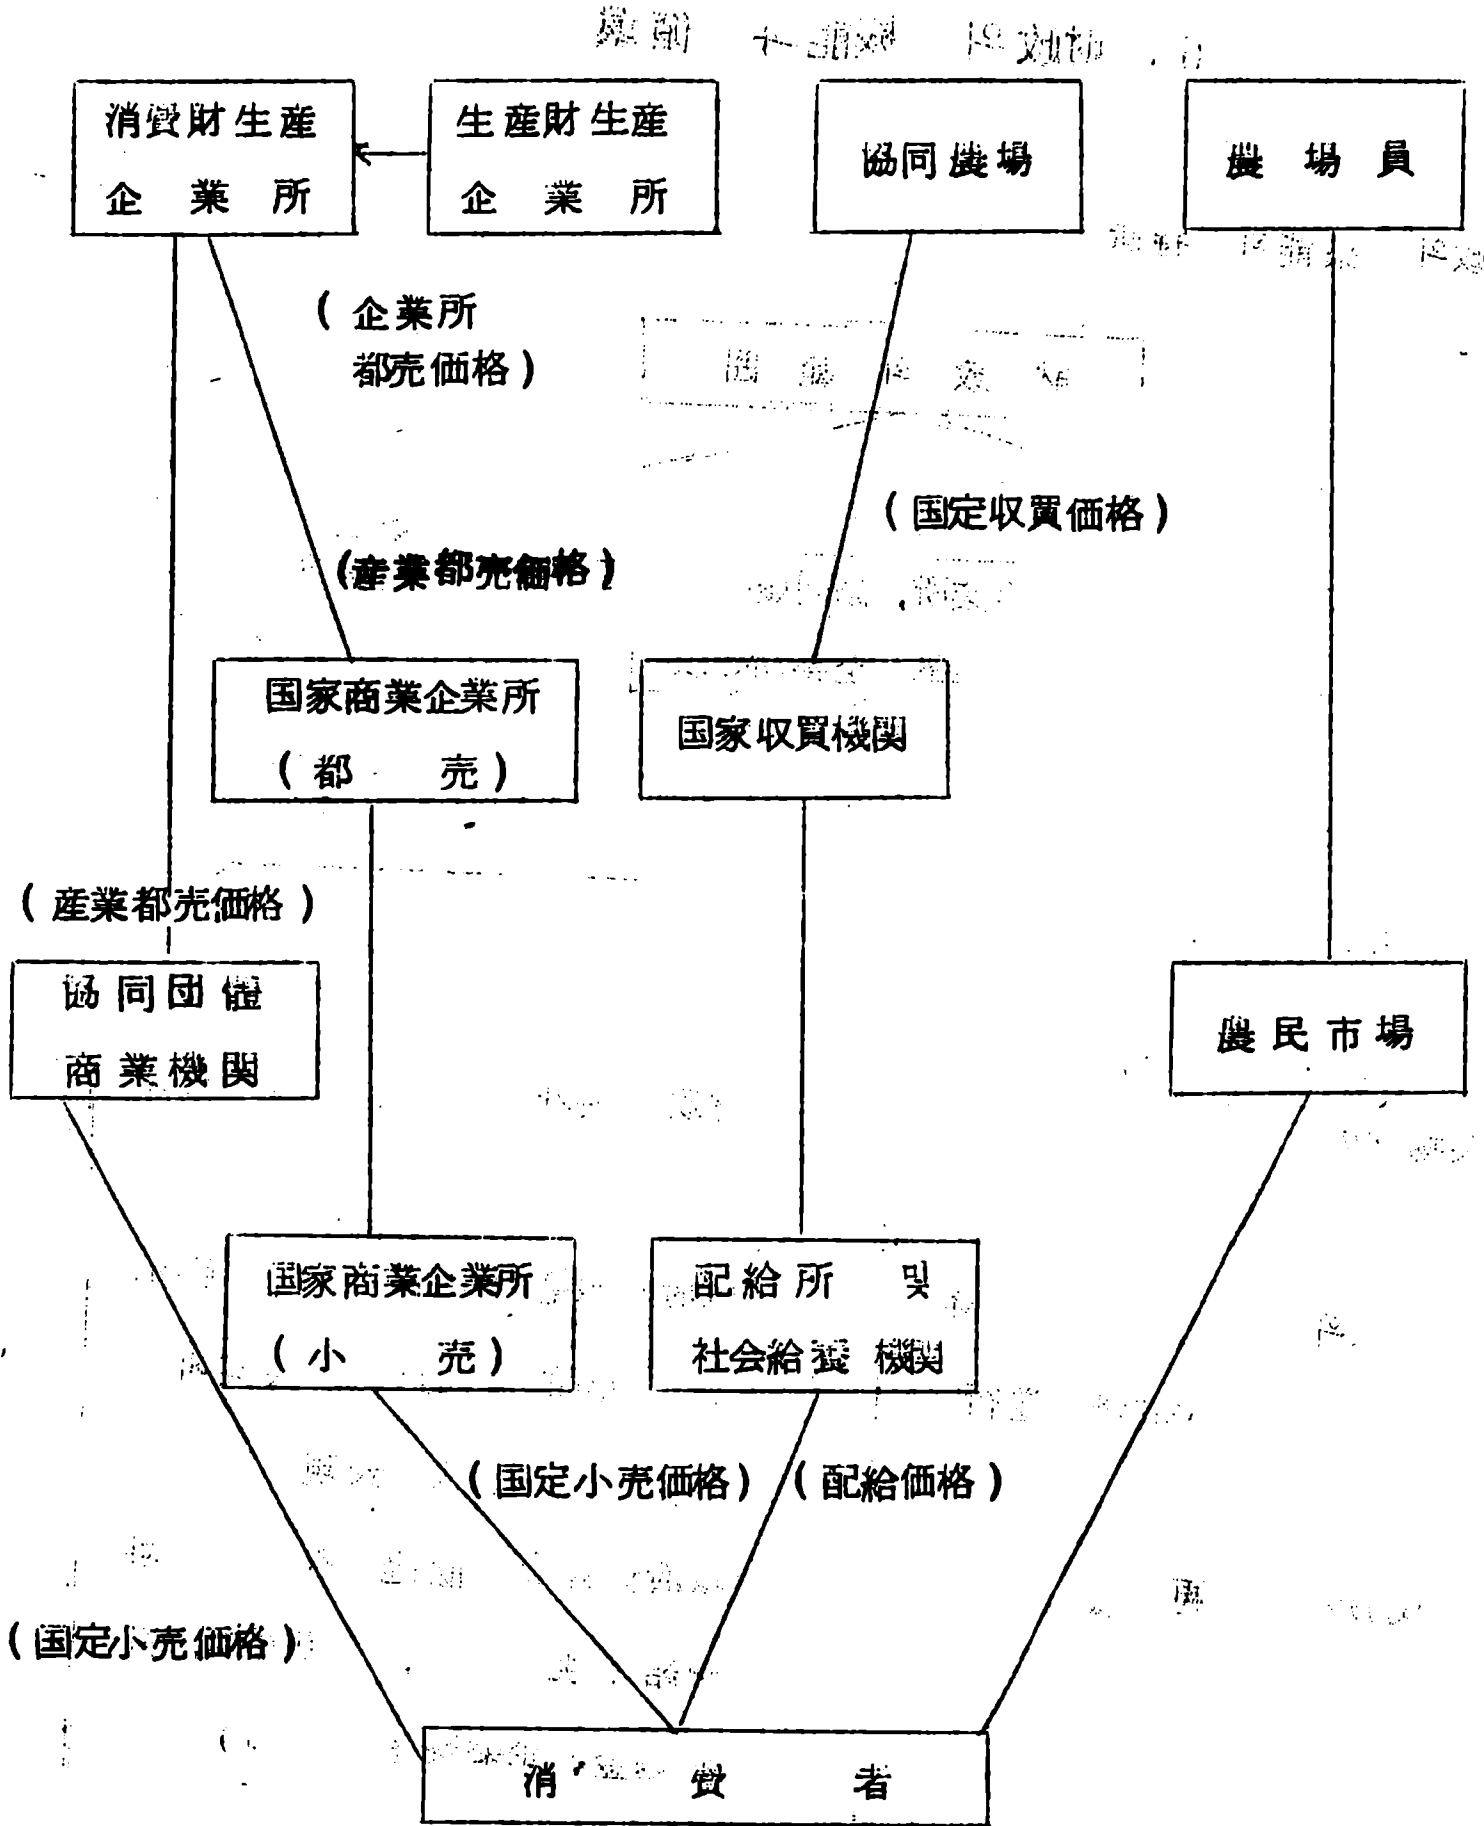 消費財生産
企業所
生産財生産
企業所
協同農場
農場員
( 企業所
都売価格 )
( 国定収買価格 )
( 産業都売価格 )
国家商業企業所
( 都売 )
国家収買機関
( 産業都売価格 )
協同団體
商業機関
農民市場
国家商業企業所
( 小売 )
配給所 및
社会給養機関
( 国定小売価格 )
( 配給価格 )
( 国定小売価格 )
消費者